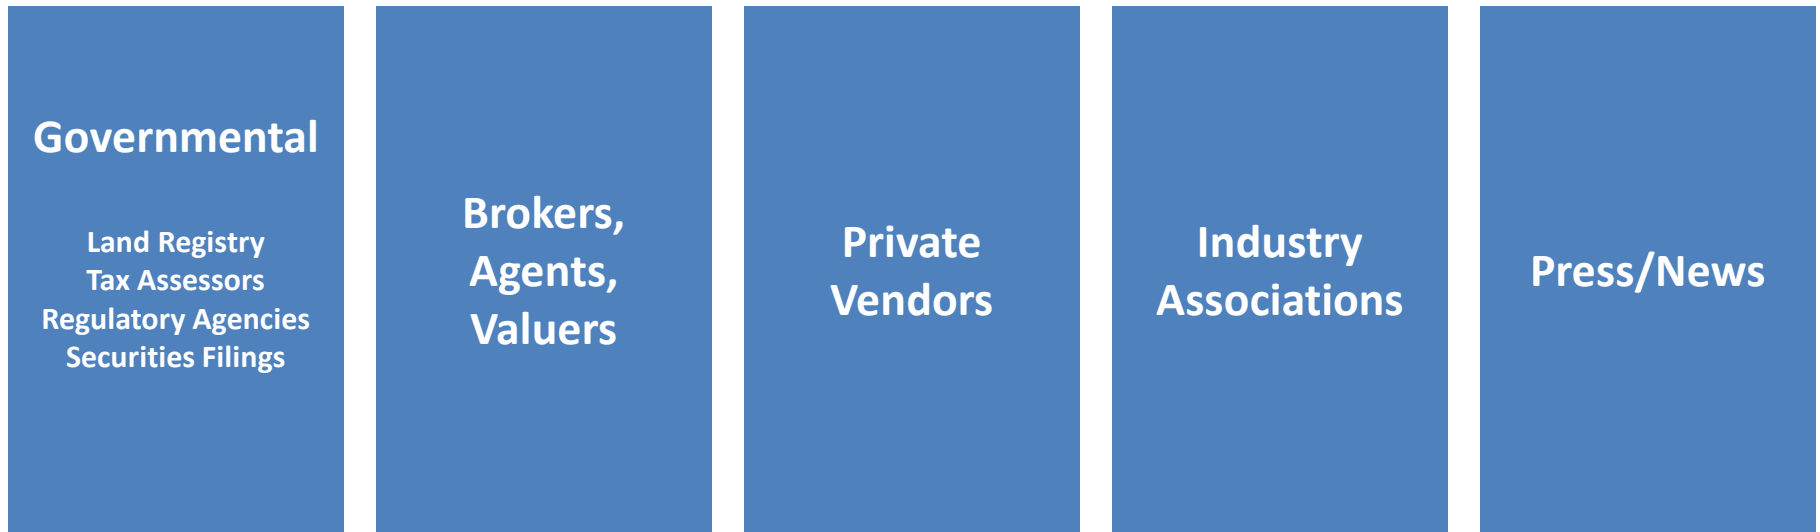 Governmental
Land Registry
Tax Assessors
Regulatory Agencies
Securities Filings
Brokers,
Agents,
Valuers
Private
Vendors
Industry
Associations
Press/News